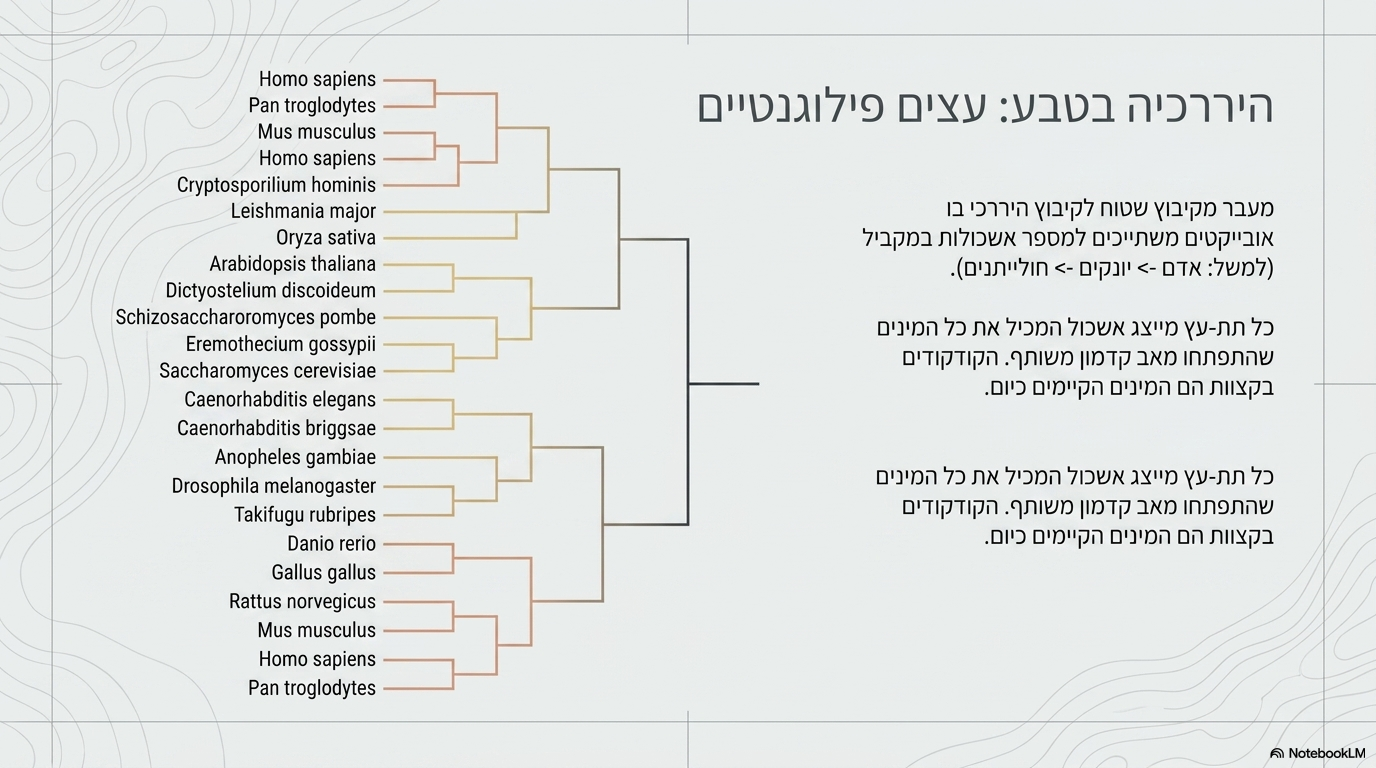 היררכיה בטבע: עצים פילוגנטיים
מעבר מקיבוץ שטוח לקיבוץ היררכי בו
אובייקטים משתייכים למספר אשכולות במקביל
(למשל: אדם -> יונקים -> חולייתנים).
כל תת-עץ מייצג אשכול המכיל את כל המינים
שהתפתחו מאב קדמון משותף. הקודקודים
בקצוות הם המינים הקיימים כיום.
כל תת-עץ מייצג אשכול המכיל את כל המינים
שהתפתחו מאב קדמון משותף. הקודקודים
בקצוות הם המינים הקיימים כיום.
Homo sapiens
Pan troglodytes
Mus musculus
Homo sapiens
Cryptosporilium hominis
Leishmania major
Oryza sativa
Arabidopsis thaliana
Dictyostelium discoideum
Schizosaccharoromyces pombe
Eremothecium gossypii
Saccharomyces cerevisiae
Caenorhabditis elegans
Caenorhabditis briggsae
Anopheles gambiae
Drosophila melanogaster
Takifugu rubripes
Danio rerio
Gallus gallus
Rattus norvegicus
Mus musculus
Homo sapiens
Pan troglodytes
NotebookLM